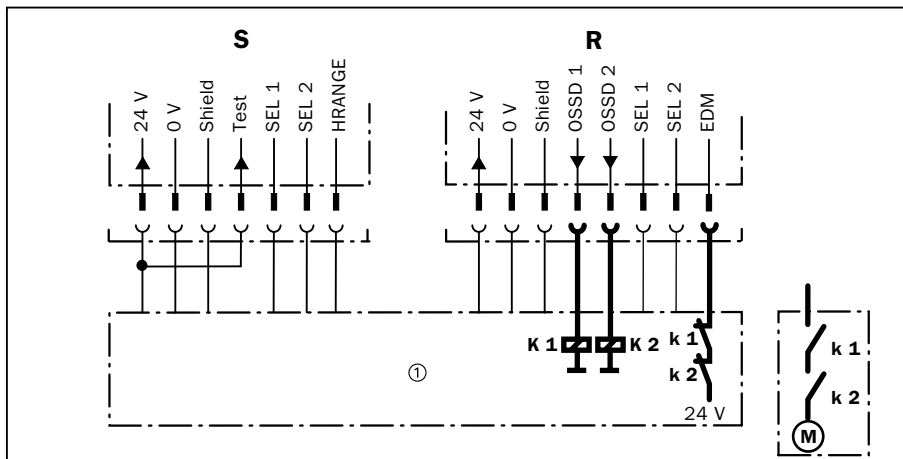 S
R
24 V
0 V
Shield
Test
SEL 1
SEL 2
HRANGE
24 V
0 V
Shield
OSSD 1
OSSD 2
SEL 1
SEL 2
EDM
K 1
K 2
k 1
k 2
24 V
①
k 1
k 2
M